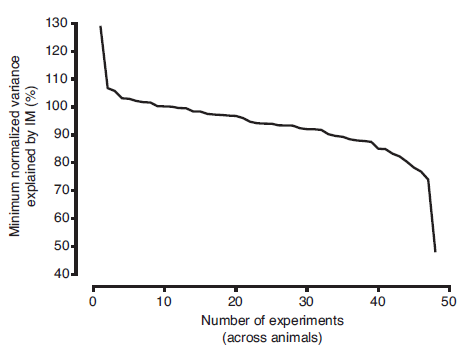 Minimum normalized variance
explained by IM (%)
130
120
110
100
90
80
70
60
50
40
0 10 20 30 40 50
Number of experiments
(across animals)